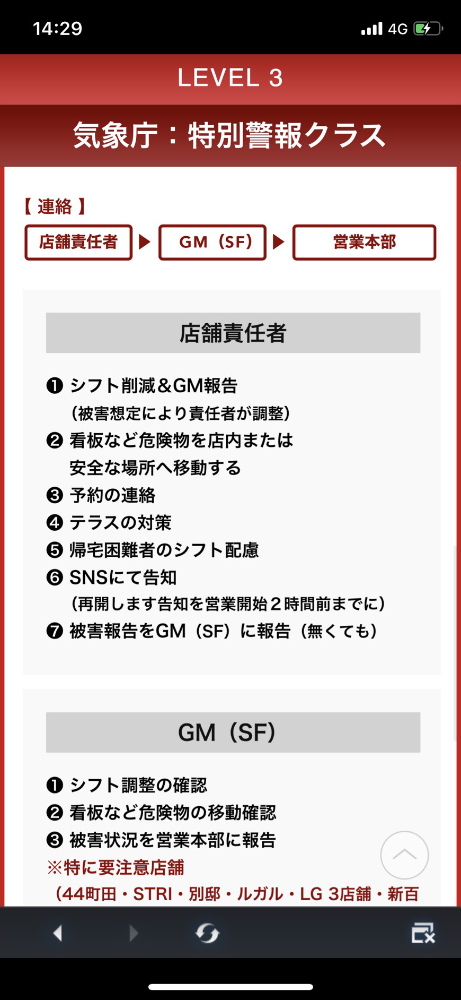 14:29
4G
LEVEL 3
気象庁：特別警報クラス
【 連絡 】
店舗責任者 ▶ GM（SF） ▶ 営業本部
店舗責任者
❶ シフト削減＆GM報告
（被害想定により責任者が調整）
❷ 看板など危険物を店内または
安全な場所へ移動する
❸ 予約の連絡
❹ テラスの対策
❺ 帰宅困難者のシフト配慮
❻ SNSにて告知
（再開します告知を営業開始２時間前までに）
❼ 被害報告をGM（SF）に報告（無くても）
GM（SF）
❶ シフト調整の確認
❷ 看板など危険物の移動確認
❸ 被害状況を営業本部に報告
※特に要注意店舗
（44町田・STRI・別邸・ルガル・LG 3店舗・新百